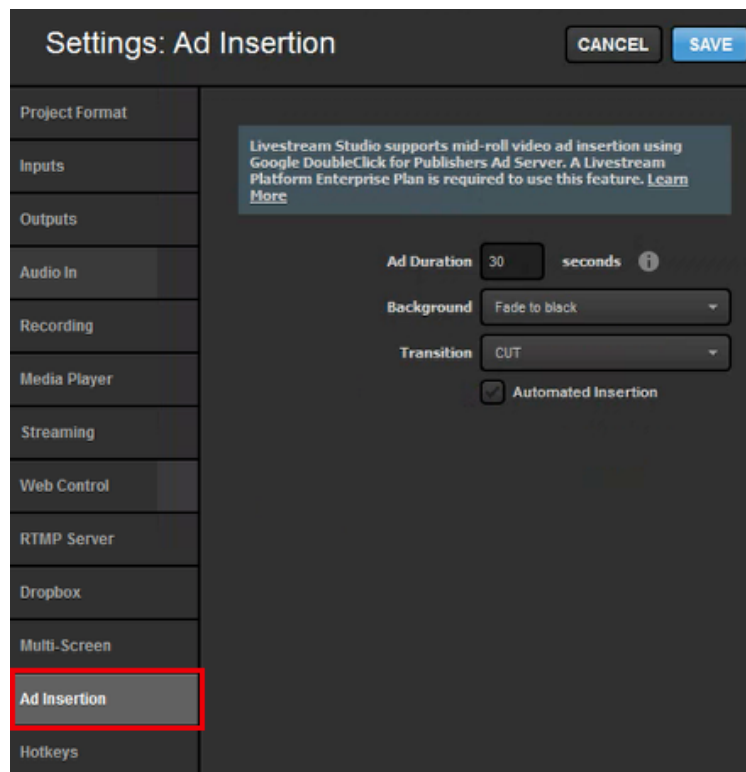 Settings: Ad Insertion
CANCEL
SAVE
Project Format
Inputs
Outputs
Audio In
Recording
Media Player
Streaming
Web Control
RTMP Server
Dropbox
Multi-Screen
Ad Insertion
Hotkeys
Livestream Studio supports mid-roll video ad insertion using
Google DoubleClick for Publishers Ad Server. A Livestream
Platform Enterprise Plan is required to use this feature. Learn
More
Ad Duration 30 seconds
Background Fade to black
Transition CUT
Automated Insertion